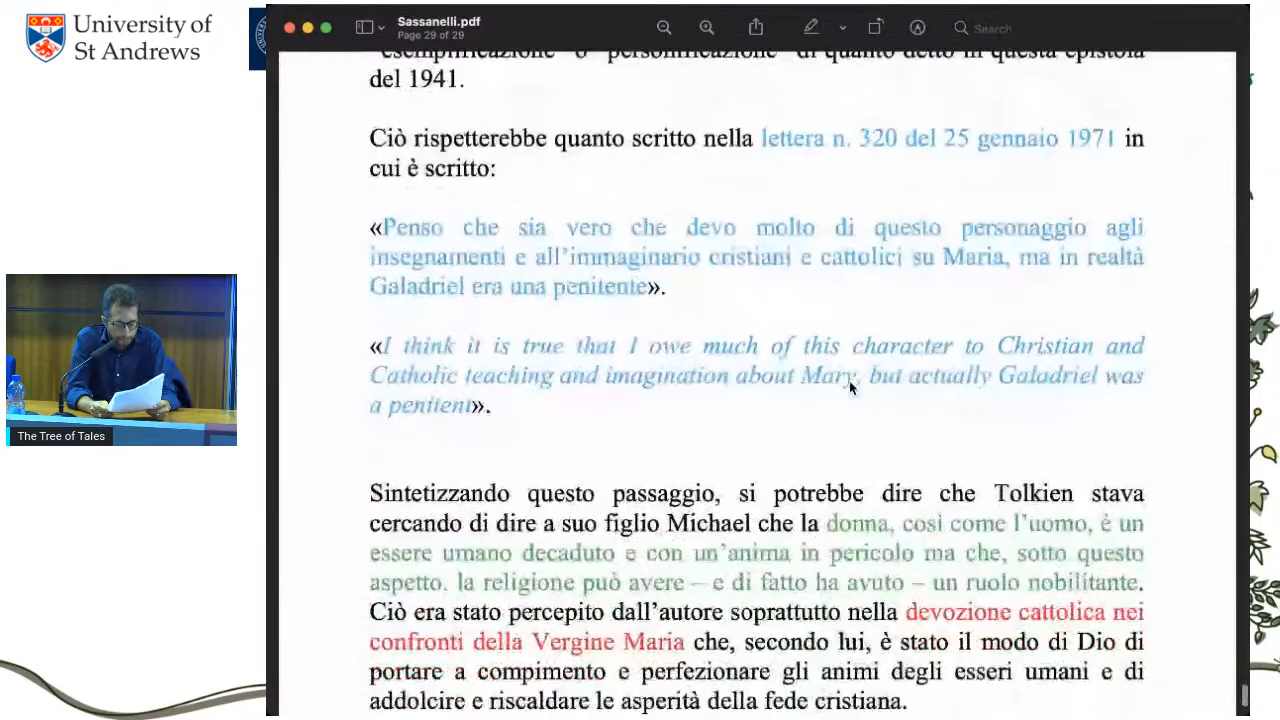 University of
St Andrews
Sassanelli.pdf
Page 29 of 29
Search
"esemplificazione" o "personificazione" di quanto detto in questa epistola
del 1941.
Ciò rispetterebbe quanto scritto nella lettera n. 320 del 25 gennaio 1971 in
cui è scritto:
«Penso che sia vero che devo molto di questo personaggio agli
insegnamenti e all'immaginario cristiani e cattolici su Maria, ma in realtà
Galadriel era una penitente».
«I think it is true that I owe much of this character to Christian and
Catholic teaching and imagination about Mary, but actually Galadriel was
a penitent».
The Tree of Tales
Sintetizzando questo passaggio, si potrebbe dire che Tolkien stava
cercando di dire a suo figlio Michael che la donna, così come l'uomo, è un
essere umano decaduto e con un'anima in pericolo ma che, sotto questo
aspetto, la religione può avere – e di fatto ha avuto – un ruolo nobilitante.
Ciò era stato percepito dall'autore soprattutto nella devozione cattolica nei
confronti della Vergine Maria che, secondo lui, è stato il modo di Dio di
portare a compimento e perfezionare gli animi degli esseri umani e di
addolcire e riscaldare le asperità della fede cristiana.